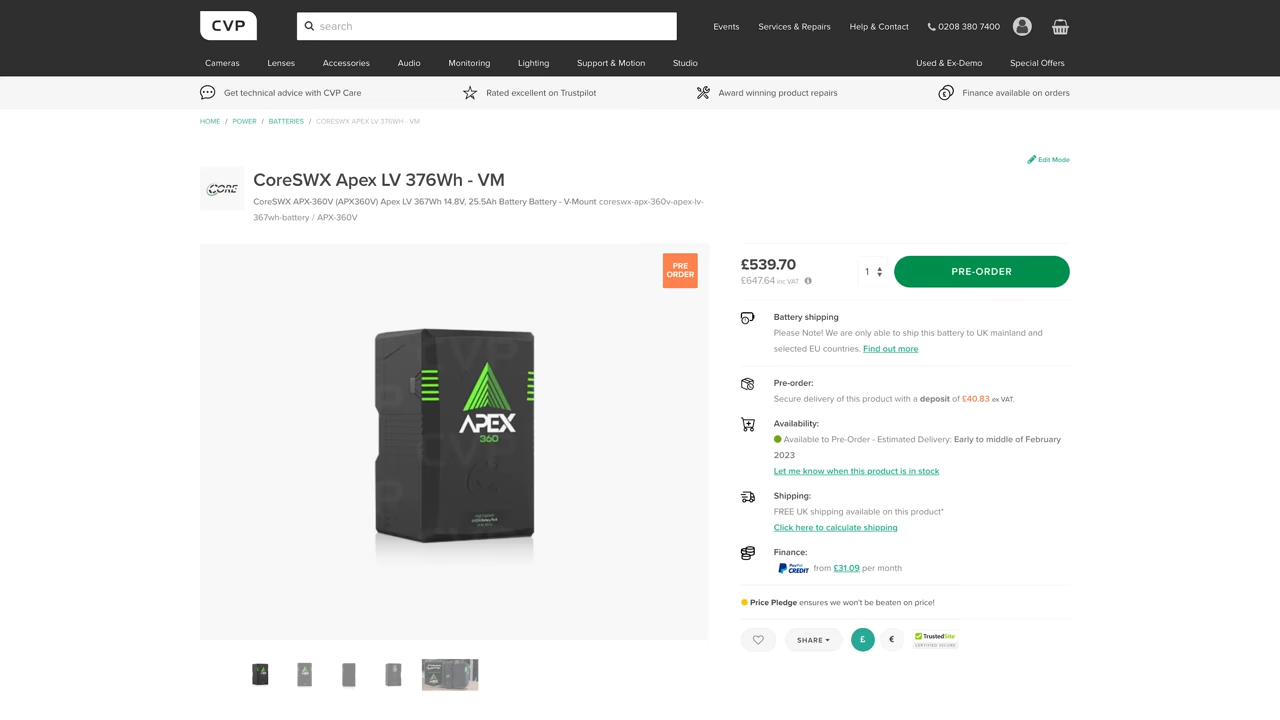 CVP
search
Events
Services & Repairs
Help & Contact
0208 380 7400
Cameras
Lenses
Accessories
Audio
Monitoring
Lighting
Support & Motion
Studio
Used & Ex-Demo
Special Offers
Get technical advice with CVP Care
Rated excellent on Trustpilot
Award winning product repairs
Finance available on orders
HOME / POWER / BATTERIES / CORESWX APEX LV 376WH - VM
Edit Mode
CORE
CoreSWX Apex LV 376Wh - VM
CoreSWX APX-360V (APX360V) Apex LV 367Wh 14.8V, 25.5Ah Battery Battery - V-Mount coreswx-apx-360v-apex-lv-
367wh-battery / APX-360V
PRE
ORDER
APEX
360
£539.70
£647.64 inc VAT
1
PRE-ORDER
Battery shipping
Please Note! We are only able to ship this battery to UK mainland and
selected EU countries. Find out more
Pre-order:
Secure delivery of this product with a deposit of £40.83 ex VAT.
Availability:
Available to Pre-Order - Estimated Delivery: Early to middle of February
2023
Let me know when this product is in stock
Shipping:
FREE UK shipping available on this product*
Click here to calculate shipping
Finance:
PayPal CREDIT from £31.09 per month
Price Pledge ensures we won't be beaten on price!
SHARE
£
€
TrustedSite
CERTIFIED SECURE